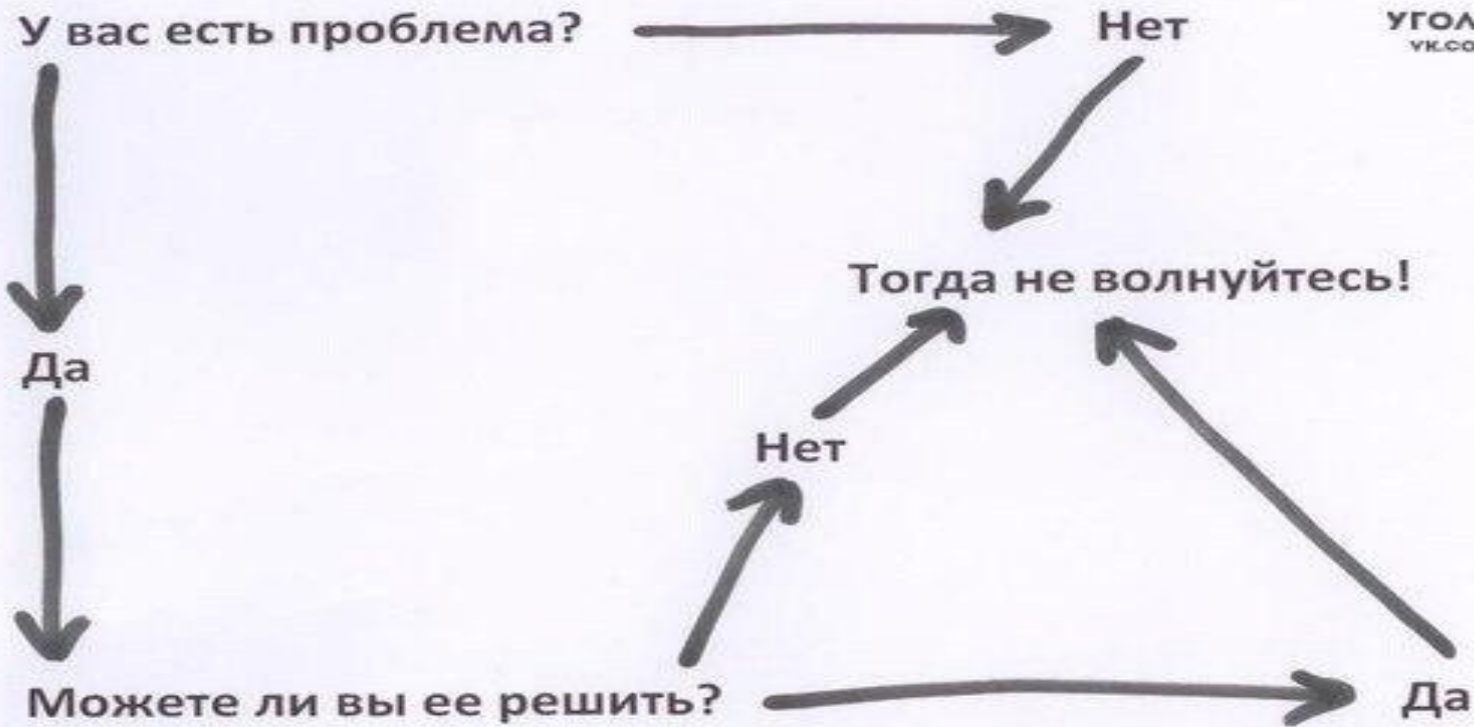 У вас есть проблема?
Нет
Тогда не волнуйтесь!
Да
Нет
Можете ли вы ее решить?
Да